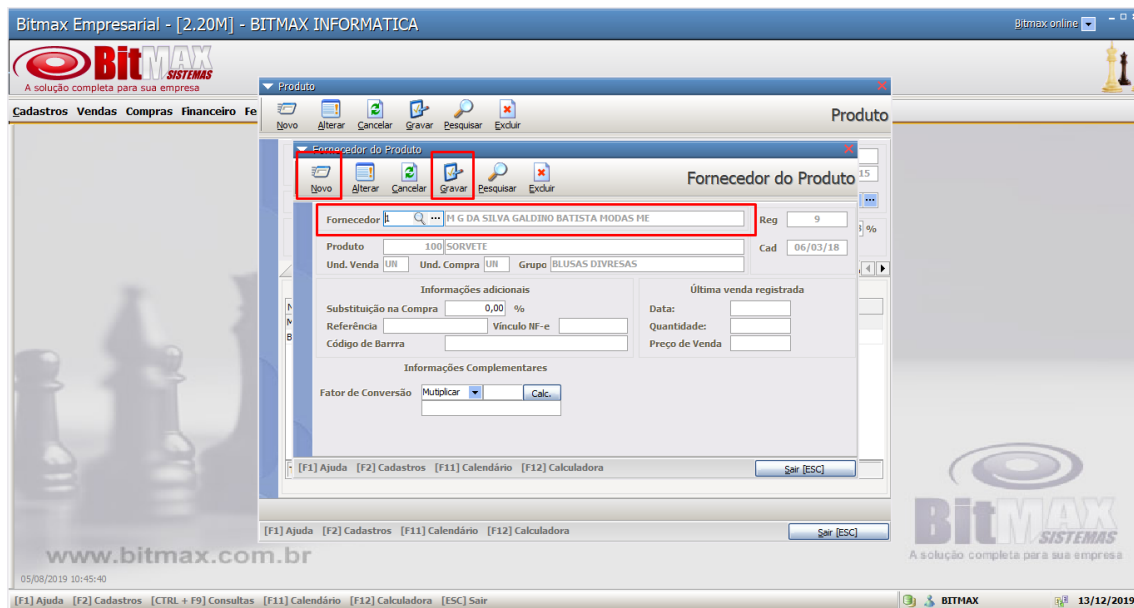 Bitmax Empresarial - [2.20M] - BITMAX INFORMATICA
Bitmax online
BitMAX
SISTEMAS
A solução completa para sua empresa
Cadastros Vendas Compras Financeiro Fe
Produto
Novo Alterar Cancelar Gravar Pesquisar Excluir
Produto
Fornecedor do Produto
Novo Alterar Cancelar Gravar Pesquisar Excluir
Fornecedor do Produto
15
Fornecedor 1 ... M G DA SILVA GALDINO BATISTA MODAS ME
Reg 9
%
Produto 100 SORVETE
Cad 06/03/18
Und. Venda UN Und. Compra UN Grupo BLUSAS DIVRESAS
Informações adicionais
Última venda registrada
Substituição na Compra 0,00 %
Data:
Referência Vínculo NF-e
Quantidade:
Código de Barrra
Preço de Venda
Informações Complementares
Fator de Conversão Mutiplicar Calc.
[F1] Ajuda [F2] Cadastros [F11] Calendário [F12] Calculadora
Sair [ESC]
[F1] Ajuda [F2] Cadastros [F11] Calendário [F12] Calculadora
Sair [ESC]
BitMAX
SISTEMAS
A solução completa para sua empresa
www.bitmax.com.br
05/08/2019 10:45:40
[F1] Ajuda [F2] Cadastros [CTRL + F9] Consultas [F11] Calendário [F12] Calculadora [ESC] Sair
BITMAX
13/12/2019